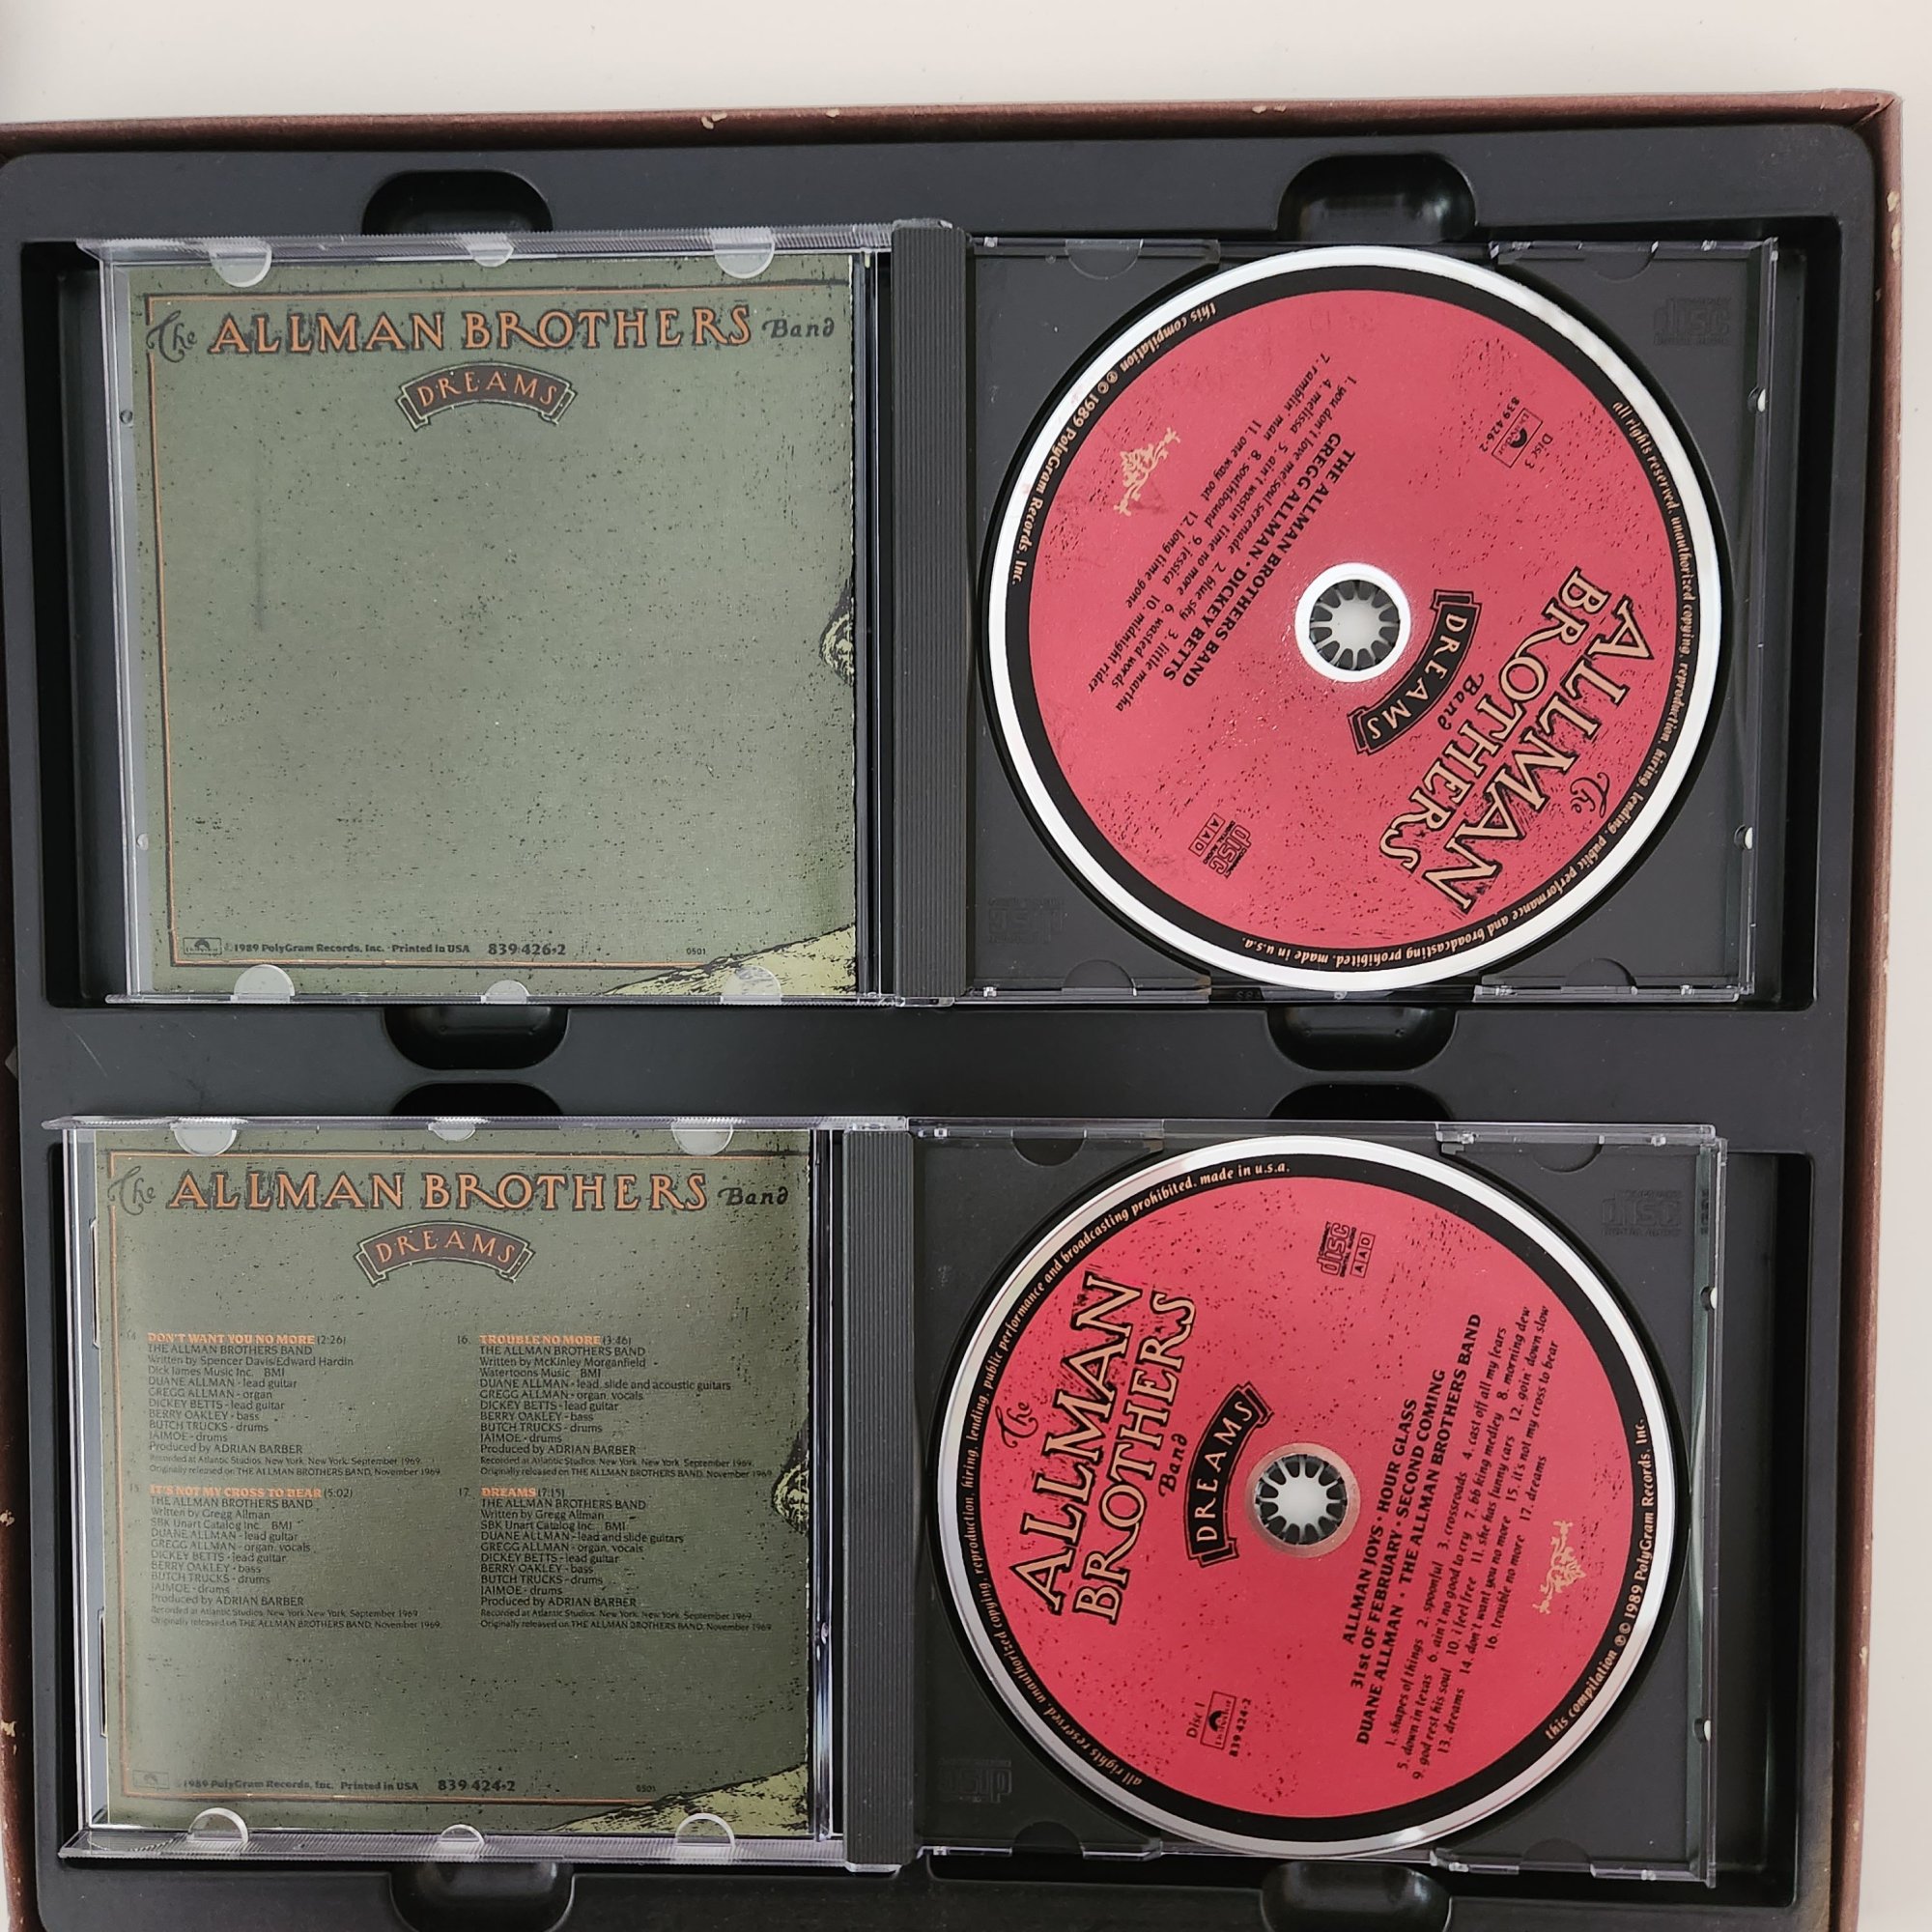 The ALLMAN BROTHERS Band
DREAMS
©1989 PolyGram Records, Inc. · Printed in USA 839 426-2
0501
The
ALLMAN
BROTHERS
Band
DREAMS
Disc 3
839 426-2
THE ALLMAN BROTHERS BAND
GREGG ALLMAN · DICKEY BETTS
1. you don't love me/soul serenade 2. blue sky 3. little martha
4. melissa 5. ain't wastin' time no more 6. wasted words
7. ramblin' man 8. southbound 9. jessica 10. midnight rider
11. one way out 12. long time gone
disc
AAD
all rights reserved. unauthorized copying, reproduction, hiring, lending, public performance and broadcasting prohibited. made in u.s.a.
this compilation ℗© 1989 PolyGram Records, Inc.
The ALLMAN BROTHERS Band
DREAMS
14. DON'T WANT YOU NO MORE (2:26)
THE ALLMAN BROTHERS BAND
Written by Spencer Davis/Edward Hardin
Dick James Music Inc. BMI
DUANE ALLMAN - lead guitar
GREGG ALLMAN - organ
DICKEY BETTS - lead guitar
BERRY OAKLEY - bass
BUTCH TRUCKS - drums
JAIMOE - drums
Produced by ADRIAN BARBER
Recorded at Atlantic Studios, New York, New York, September 1969
Originally released on THE ALLMAN BROTHERS BAND, November 1969
15. IT'S NOT MY CROSS TO BEAR (5:02)
THE ALLMAN BROTHERS BAND
Written by Gregg Allman
SBK Unart Catalog Inc. BMI
DUANE ALLMAN - lead guitar
GREGG ALLMAN - organ, vocals
DICKEY BETTS - lead guitar
BERRY OAKLEY - bass
BUTCH TRUCKS - drums
JAIMOE - drums
Produced by ADRIAN BARBER
Recorded at Atlantic Studios, New York, New York, September 1969
Originally released on THE ALLMAN BROTHERS BAND, November 1969
16. TROUBLE NO MORE (3:46)
THE ALLMAN BROTHERS BAND
Written by McKinley Morganfield
Watertoons Music BMI
DUANE ALLMAN - lead, slide and acoustic guitars
GREGG ALLMAN - organ, vocals
DICKEY BETTS - lead guitar
BERRY OAKLEY - bass
BUTCH TRUCKS - drums
JAIMOE - drums
Produced by ADRIAN BARBER
Recorded at Atlantic Studios, New York, New York, September 1969
Originally released on THE ALLMAN BROTHERS BAND, November 1969
17. DREAMS (7:15)
THE ALLMAN BROTHERS BAND
Written by Gregg Allman
SBK Unart Catalog Inc. BMI
DUANE ALLMAN - lead and slide guitars
GREGG ALLMAN - organ, vocals
DICKEY BETTS - lead guitar
BERRY OAKLEY - bass
BUTCH TRUCKS - drums
JAIMOE - drums
Produced by ADRIAN BARBER
Recorded at Atlantic Studios, New York, New York, September 1969
Originally released on THE ALLMAN BROTHERS BAND, November 1969
1989 PolyGram Records, Inc. Printed in USA 839 424-2
0501
The
ALLMAN
BROTHERS
Band
DREAMS
Disc 1
839 424-2
disc
AAD
ALLMAN JOYS · HOUR GLASS
31st OF FEBRUARY · SECOND COMING
DUANE ALLMAN · THE ALLMAN BROTHERS BAND
1. shapes of things 2. spoonful 3. crossroads 4. cast off all my fears
5. down in texas 6. ain't no good to cry 7. bb king medley 8. morning dew
9. god rest his soul 10. i feel free 11. she has funny cars 12. goin' down slow
13. dreams 14. don't want you no more 15. it's not my cross to bear
16. trouble no more 17. dreams
all rights reserved. unauthorized copying, reproduction, hiring, lending, public performance and broadcasting prohibited. made in u.s.a.
this compilation ℗© 1989 PolyGram Records, Inc.